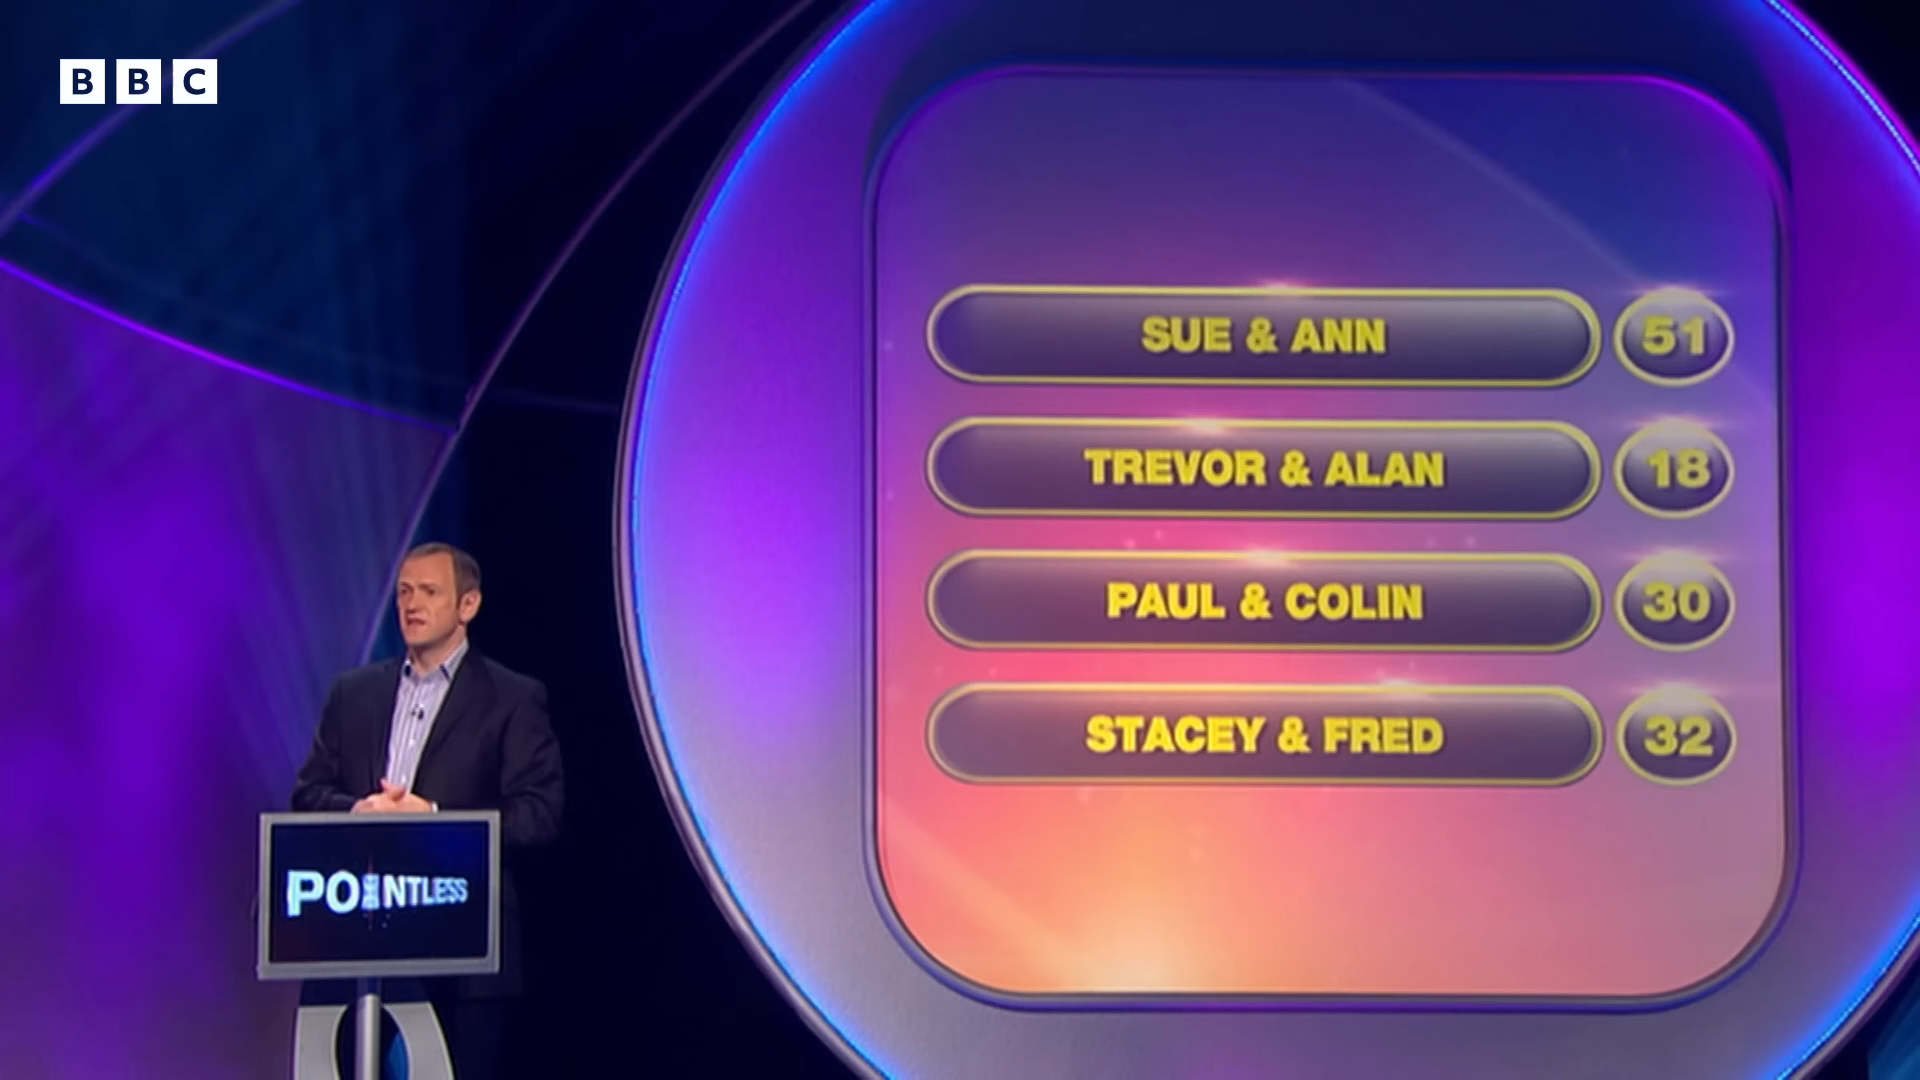 BBC
SUE & ANN 51
TREVOR & ALAN 18
PAUL & COLIN 30
STACEY & FRED 32
POINTLESS